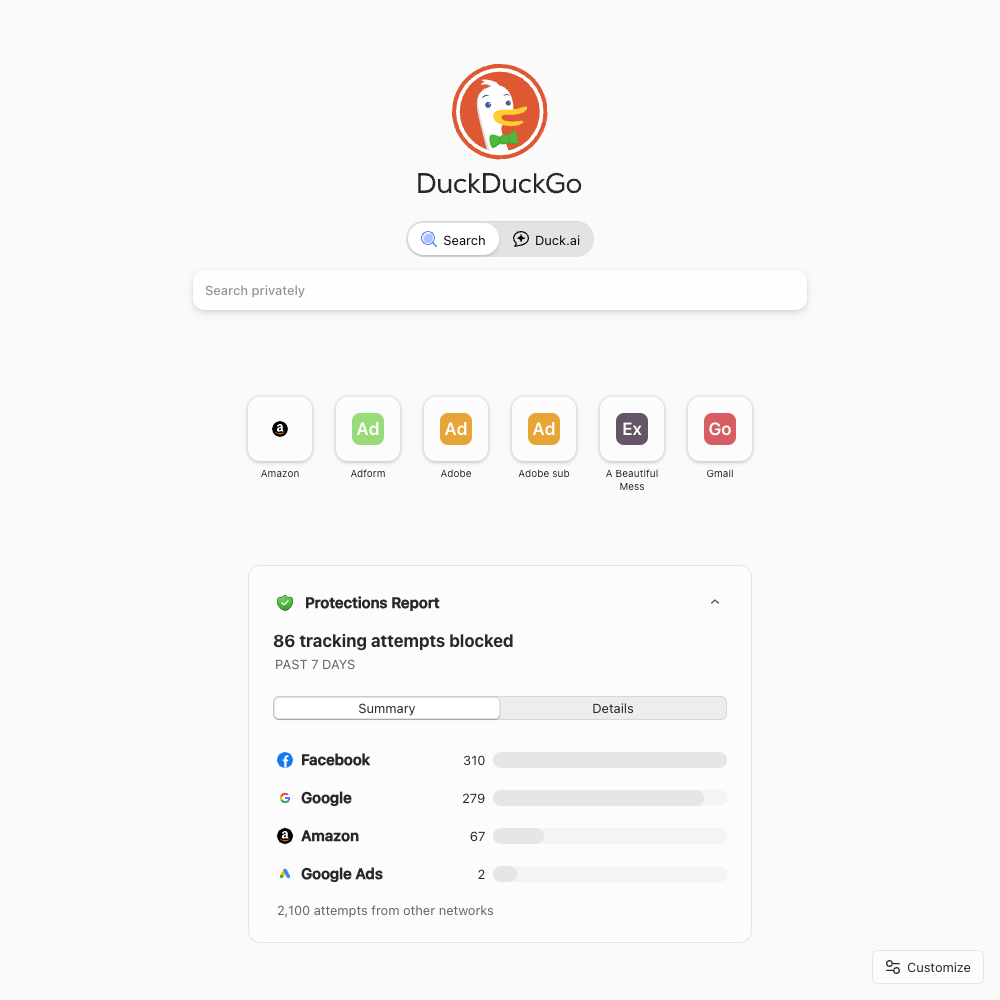 DuckDuckGo
Search
Duck.ai
Search privately
a
Ad
Ad
Ad
Ex
Go
Amazon
Adform
Adobe
Adobe sub
A Beautiful
Mess
Gmail
Protections Report
86 tracking attempts blocked
PAST 7 DAYS
Summary
Details
Facebook 310
Google 279
Amazon 67
Google Ads 2
2,100 attempts from other networks
Customize